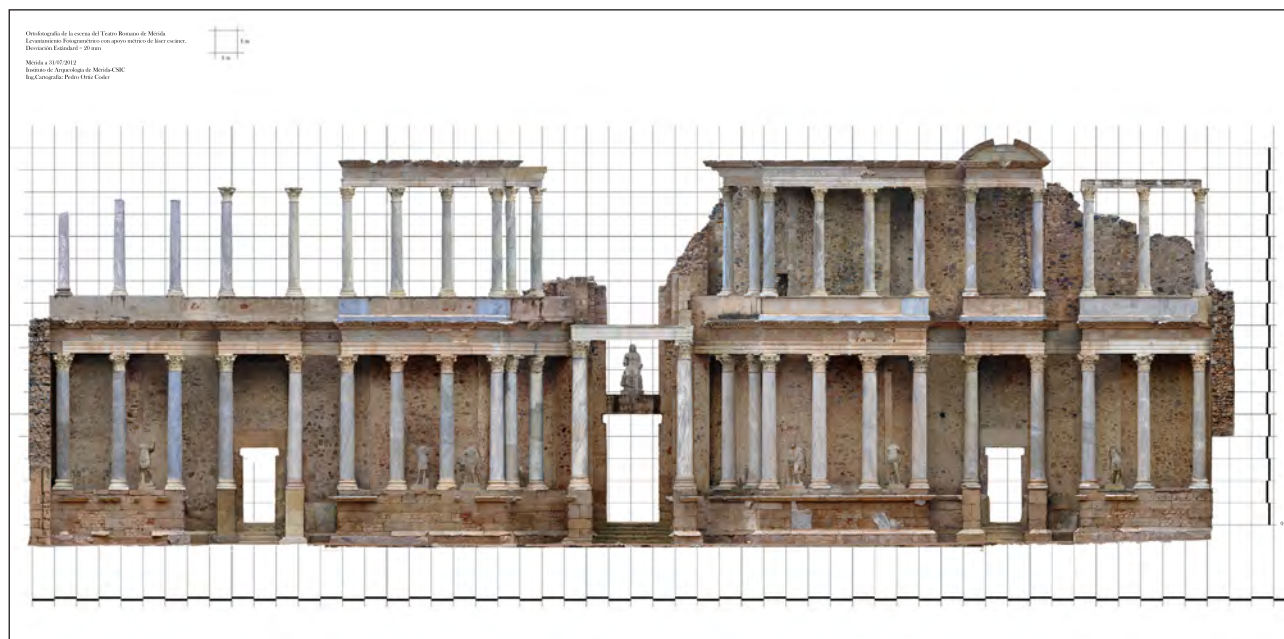 Ortofotografía de la escena del Teatro Romano de Mérida
Levantamiento Fotogramétrico con apoyo métrico de láser escáner.
Desviación Estándard = 20 mm
Mérida a 31/07/2012
Instituto de Arqueología de Mérida-CSIC
Ing.Cartografía: Pedro Ortiz Coder